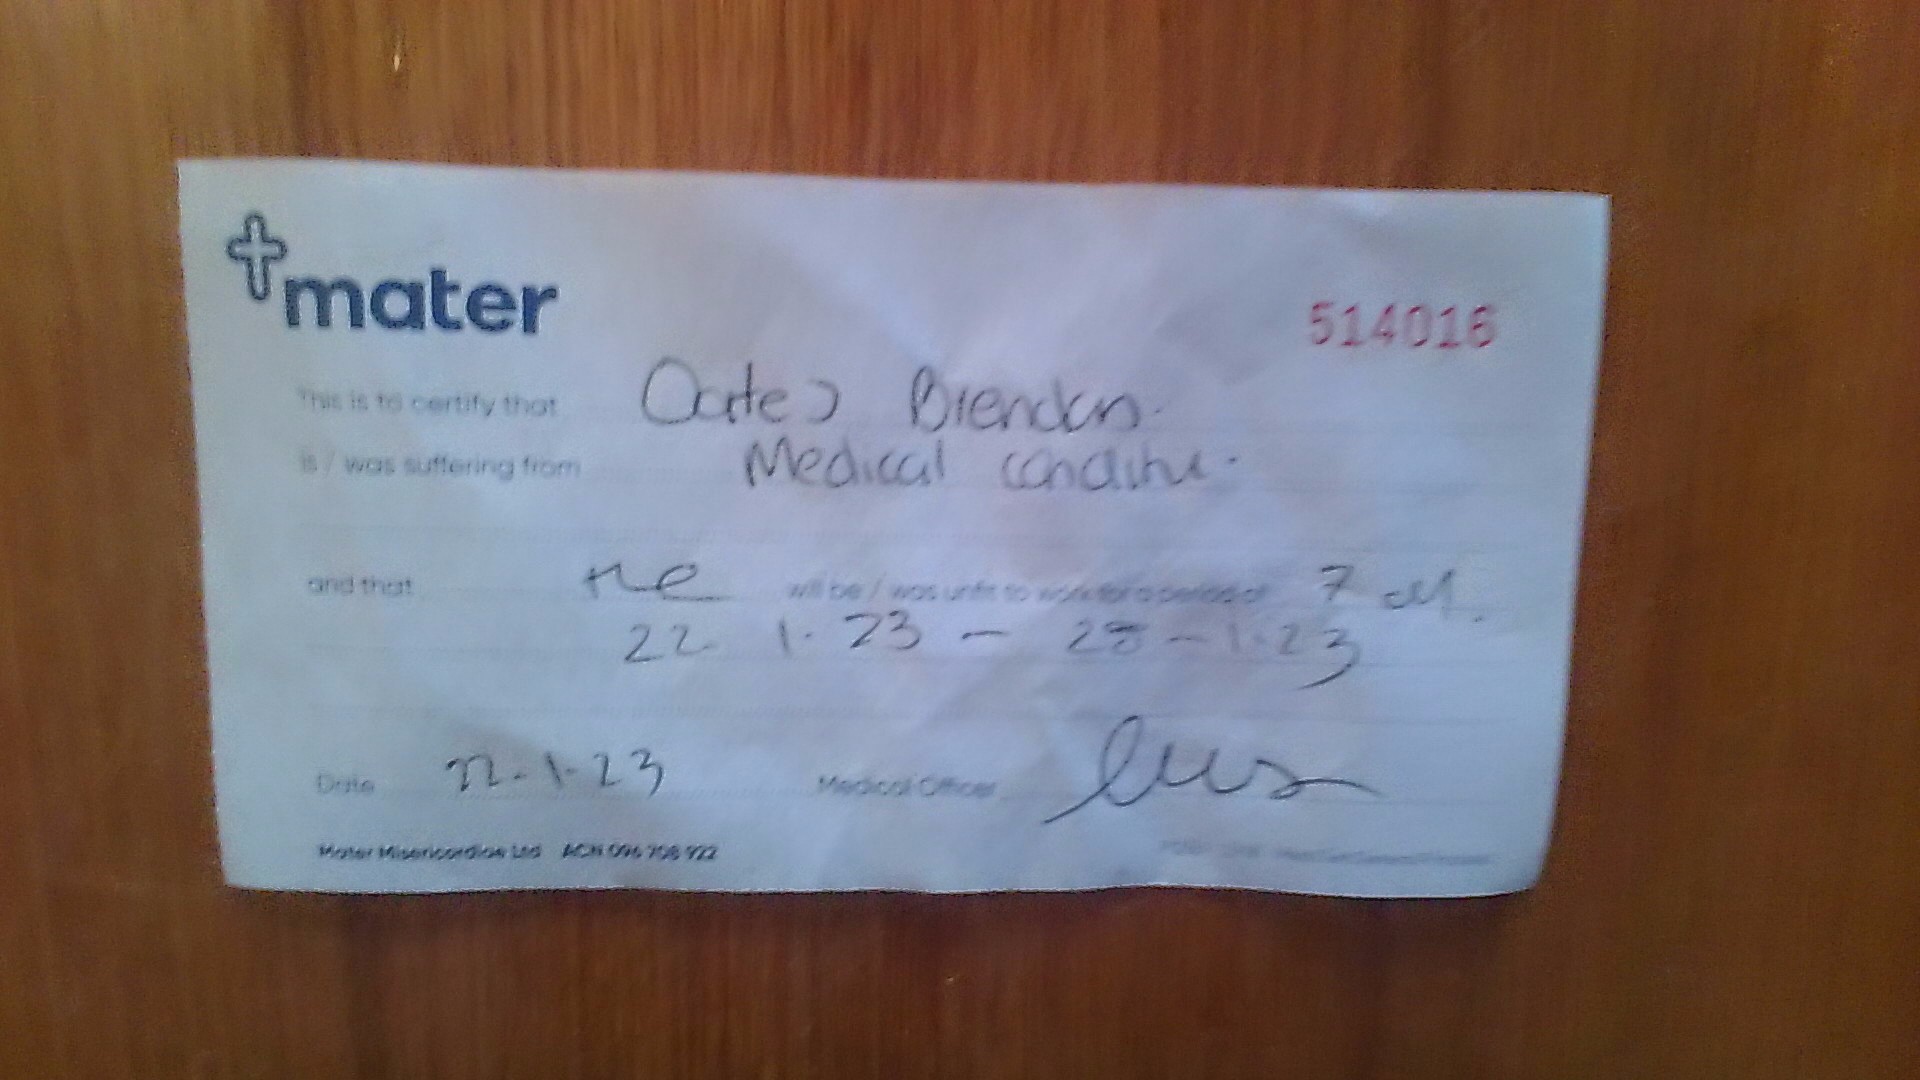 mater
514016
This is to certify that Oates Brendan.
is / was suffering from Medical condition.
and that he will be / was unfit to work for a period of 7
22. 1. 23 - 28 - 1.23
Date 22-1-23 Medical Officer
Mater Misericordiae Ltd ACN 096 708 922